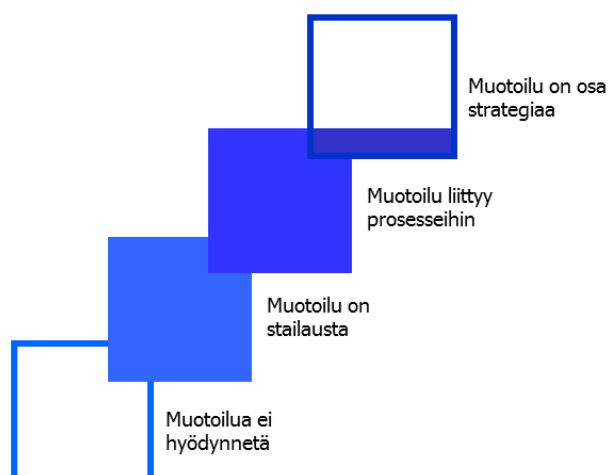 Muotoilu on osa
strategiaa
Muotoilu liittyy
prosesseihin
Muotoilu on
stailausta
Muotoilua ei
hyödynnetä